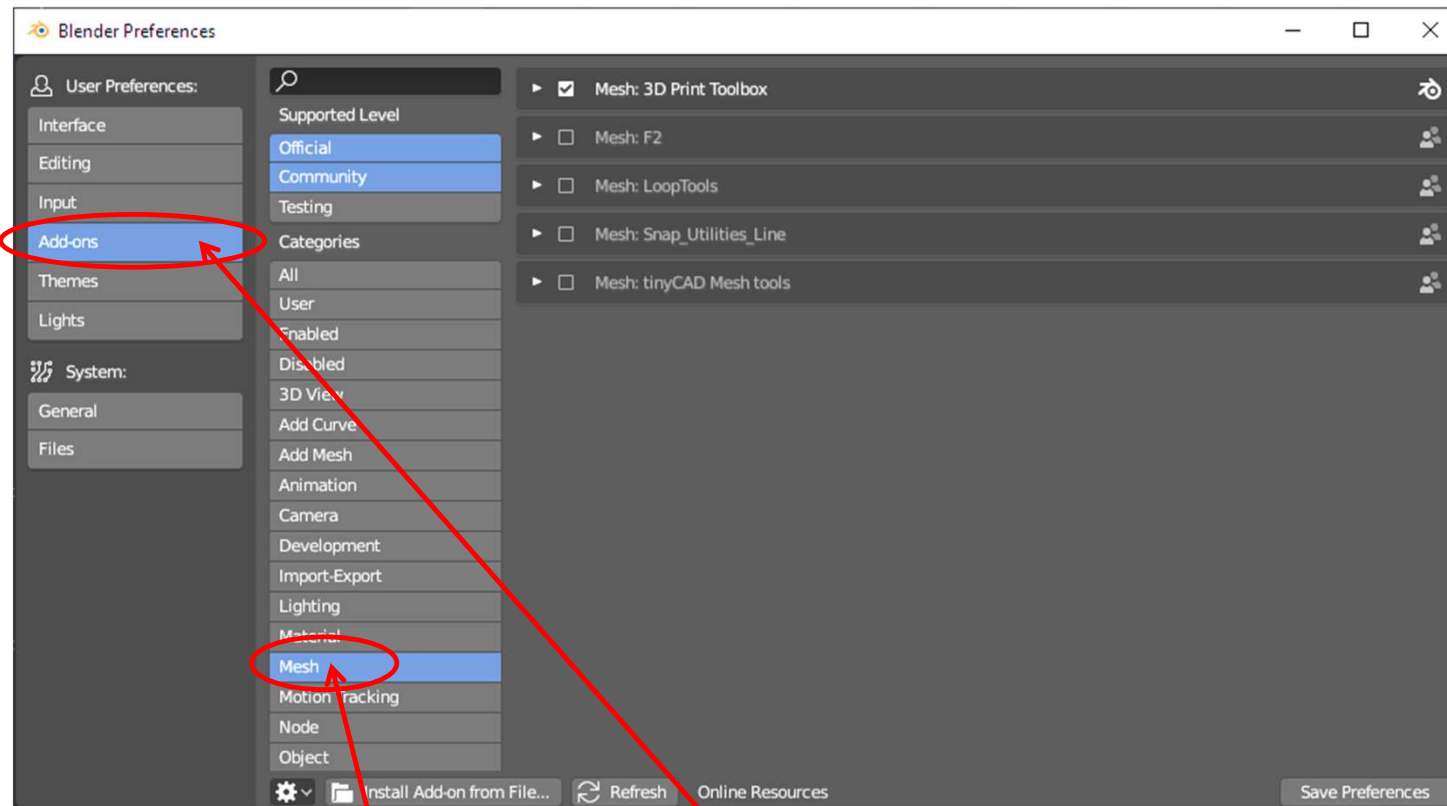 Blender Preferences
User Preferences:
Interface
Editing
Input
Add-ons
Themes
Lights
System:
General
Files
Supported Level
Official
Community
Testing
Categories
All
User
Enabled
Disabled
3D View
Add Curve
Add Mesh
Animation
Camera
Development
Import-Export
Lighting
Material
Mesh
Motion Tracking
Node
Object
Mesh: 3D Print Toolbox
Mesh: F2
Mesh: LoopTools
Mesh: Snap_Utilities_Line
Mesh: tinyCAD Mesh tools
Install Add-on from File...
Refresh
Online Resources
Save Preferences